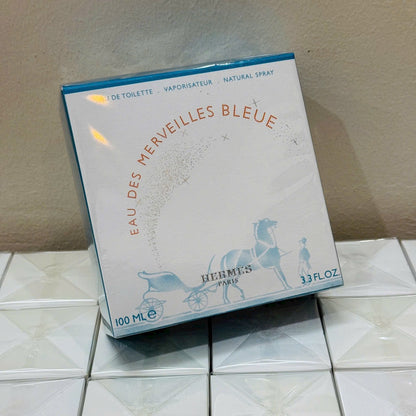 DE TOILETTE . VAPORISATEUR . NATURAL SPRAY
EAU DES MERVEILLES BLEUE
HERMÈS
PARIS
100 ML e 3.3 FL.OZ